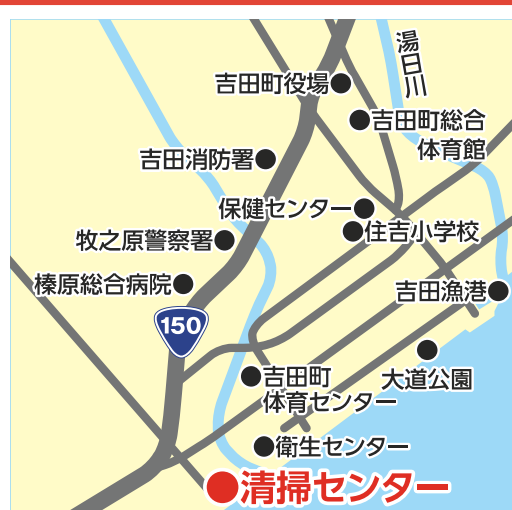 湯日川
吉田町役場
吉田町総合
体育館
吉田消防署
保健センター
住吉小学校
牧之原警察署
榛原総合病院
吉田漁港
150
大道公園
吉田町
体育センター
衛生センター
清掃センター